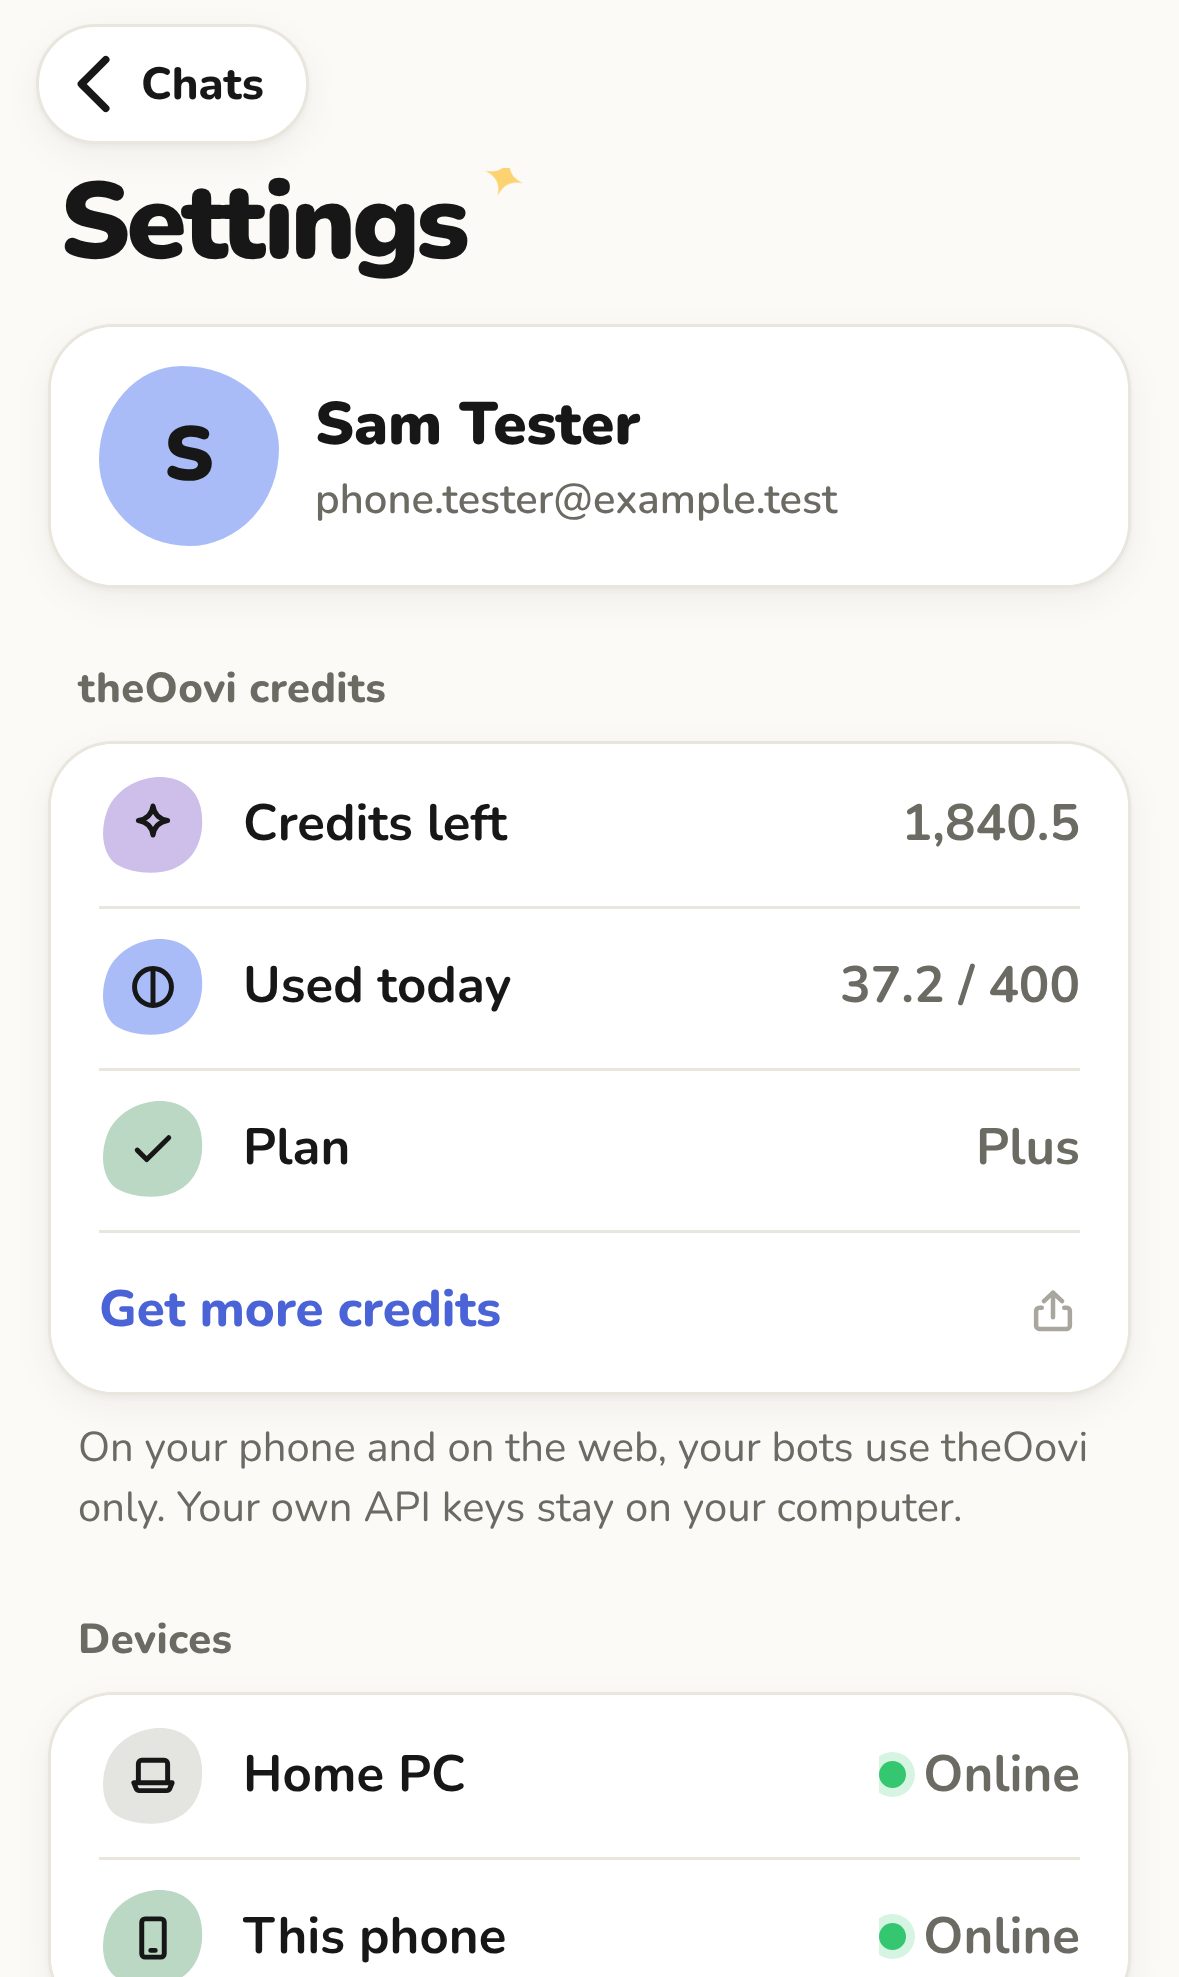 Chats
Settings
S
Sam Tester
phone.tester@example.test
theOovi credits
Credits left
1,840.5
Used today
37.2 / 400
Plan
Plus
Get more credits
On your phone and on the web, your bots use theOovi
only. Your own API keys stay on your computer.
Devices
Home PC
Online
This phone
Online